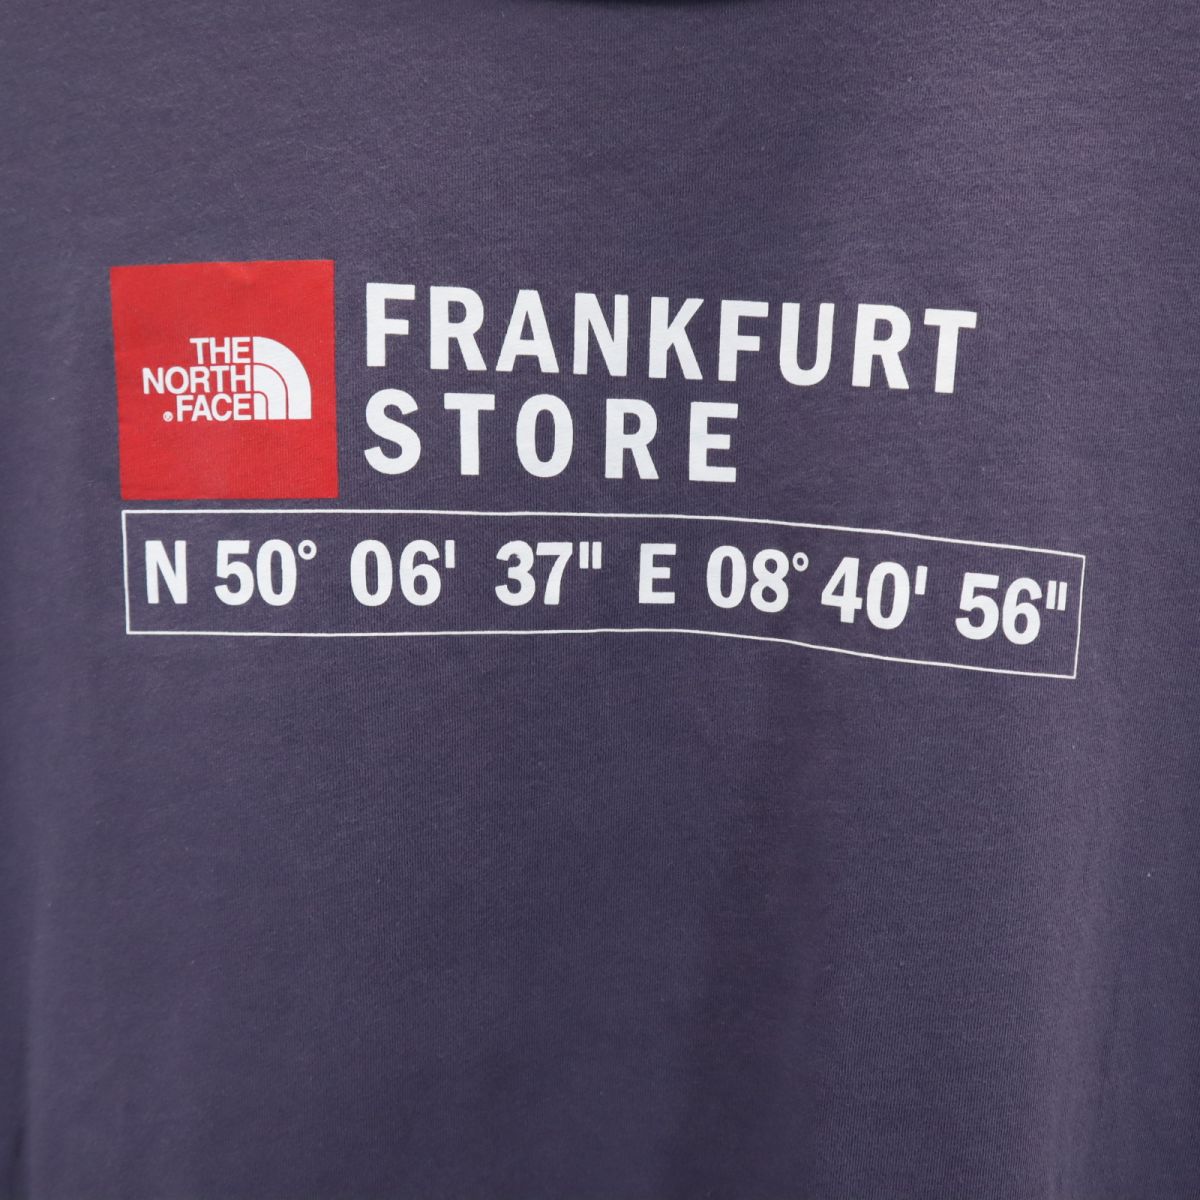 THE
NORTH
®FACE
FRANKFURT
STORE
N 50° 06' 37" E 08° 40' 56"